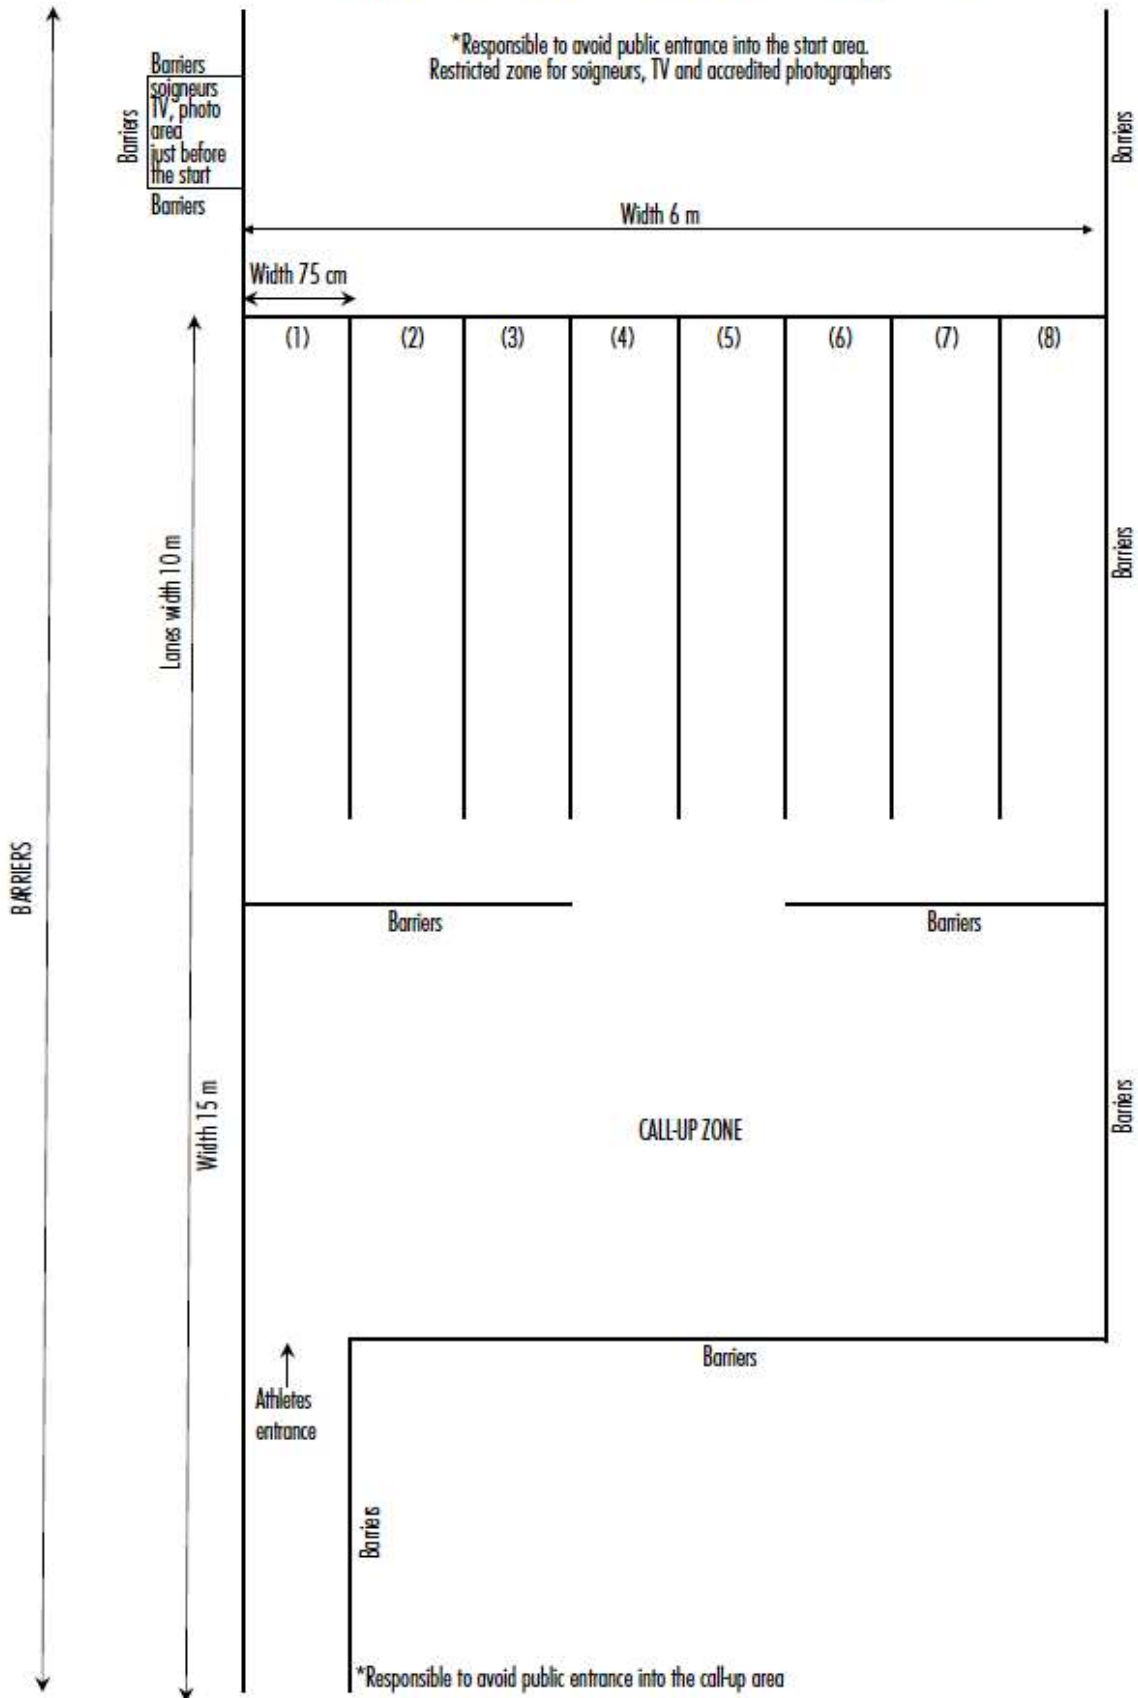 *Responsible to avoid public entrance into the start area.
Restricted zone for soigneurs, TV and accredited photographers
Barriers
soigneurs
TV, photo
area
just before
the start
Barriers
Barriers
Barriers
Width 6 m
Width 75 cm
(1) (2) (3) (4) (5) (6) (7) (8)
Lanes width 10 m
Barriers
BARRIERS
Barriers Barriers
Width 15 m
CALL-UP ZONE
Barriers
Barriers
Athletes
entrance
Barriers
*Responsible to avoid public entrance into the call-up area